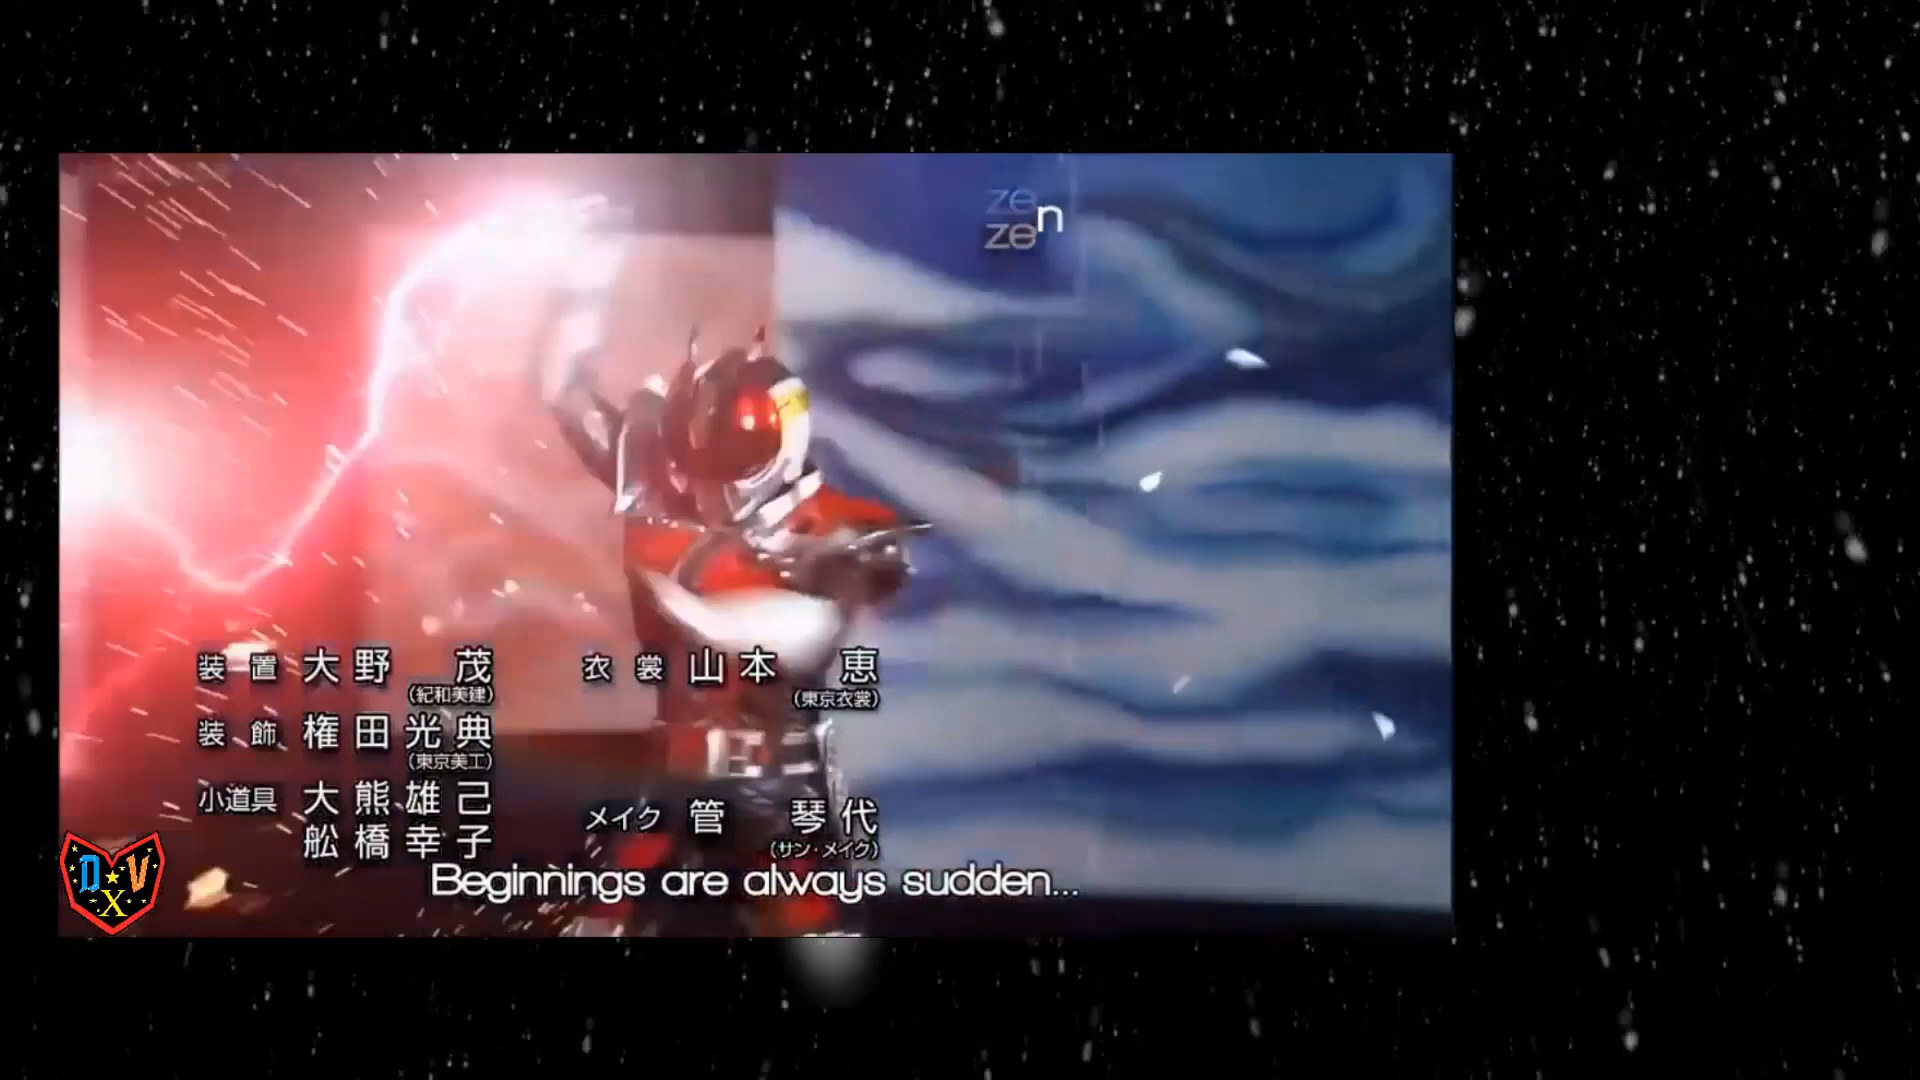 ze
zen
装置 大野 茂
(紀和美建)
装飾 権田光典
(東京美工)
小道具 大熊雄己
舩橋幸子
衣裳 山本 恵
(東京衣裳)
メイク 管 琴代
(サン・メイク)
Beginnings are always sudden...
D V
X